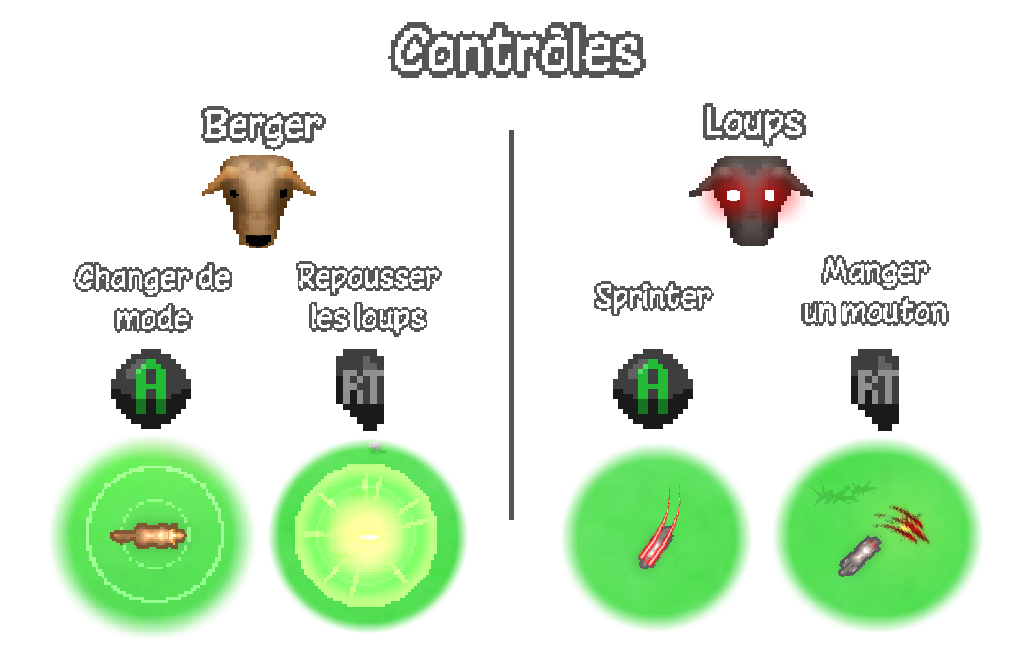 Contrôles
Berger
Changer de
mode
Repousser
les loups
A
RT
Loups
Sprinter
Manger
un mouton
A
RT